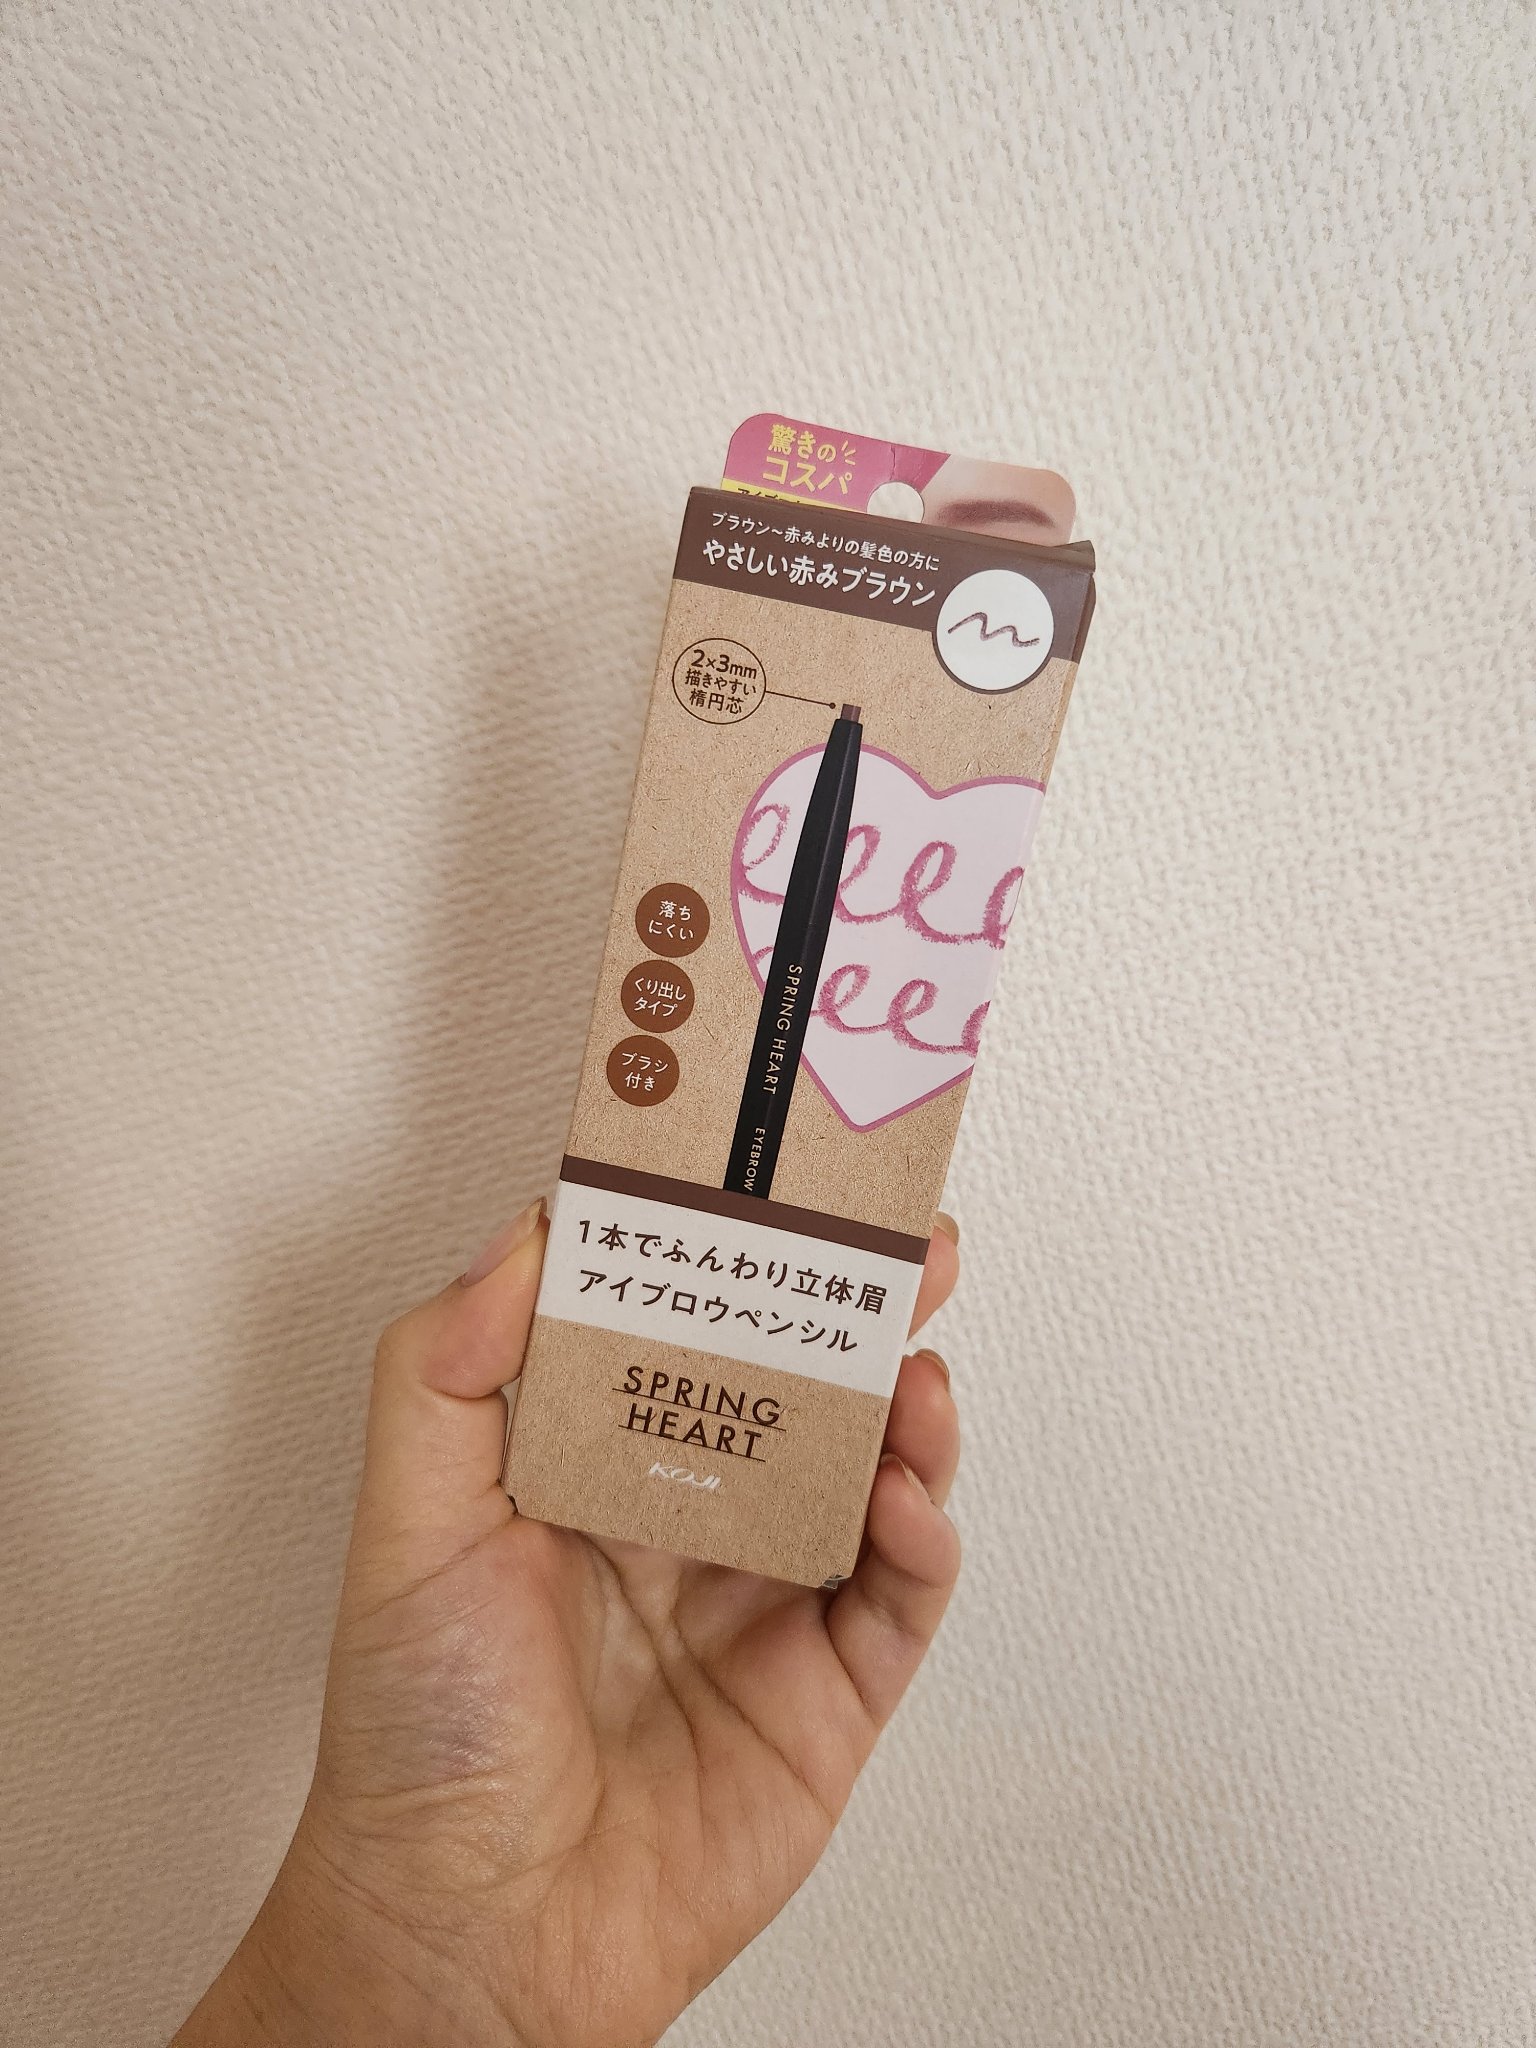 驚きの
コスパ
ブラウン～赤みよりの髪色の方に
やさしい赤みブラウン
2×3mm
描きやすい
楕円芯
落ち
にくい
くり出し
タイプ
ブラシ
付き
SPRING HEART EYEBROW
1本でふんわり立体眉
アイブロウペンシル
SPRING
HEART
KOJI